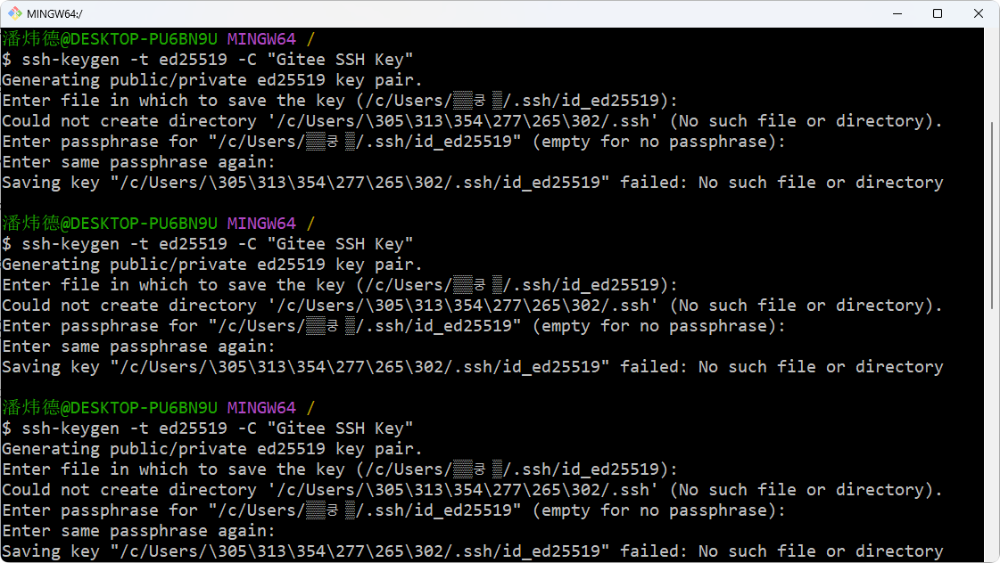 MINGW64:/
潘炜德@DESKTOP-PU6BN9U MINGW64 /
$ ssh-keygen -t ed25519 -C "Gitee SSH Key"
Generating public/private ed25519 key pair.
Enter file in which to save the key (/c/Users/▒▒쿵 ▒/.ssh/id_ed25519):
Could not create directory '/c/Users/\305\313\354\277\265\302/.ssh' (No such file or directory).
Enter passphrase for "/c/Users/▒▒쿵 ▒/.ssh/id_ed25519" (empty for no passphrase):
Enter same passphrase again:
Saving key "/c/Users/\305\313\354\277\265\302/.ssh/id_ed25519" failed: No such file or directory
潘炜德@DESKTOP-PU6BN9U MINGW64 /
$ ssh-keygen -t ed25519 -C "Gitee SSH Key"
Generating public/private ed25519 key pair.
Enter file in which to save the key (/c/Users/▒▒쿵 ▒/.ssh/id_ed25519):
Could not create directory '/c/Users/\305\313\354\277\265\302/.ssh' (No such file or directory).
Enter passphrase for "/c/Users/▒▒쿵 ▒/.ssh/id_ed25519" (empty for no passphrase):
Enter same passphrase again:
Saving key "/c/Users/\305\313\354\277\265\302/.ssh/id_ed25519" failed: No such file or directory
潘炜德@DESKTOP-PU6BN9U MINGW64 /
$ ssh-keygen -t ed25519 -C "Gitee SSH Key"
Generating public/private ed25519 key pair.
Enter file in which to save the key (/c/Users/▒▒쿵 ▒/.ssh/id_ed25519):
Could not create directory '/c/Users/\305\313\354\277\265\302/.ssh' (No such file or directory).
Enter passphrase for "/c/Users/▒▒쿵 ▒/.ssh/id_ed25519" (empty for no passphrase):
Enter same passphrase again:
Saving key "/c/Users/\305\313\354\277\265\302/.ssh/id_ed25519" failed: No such file or directory